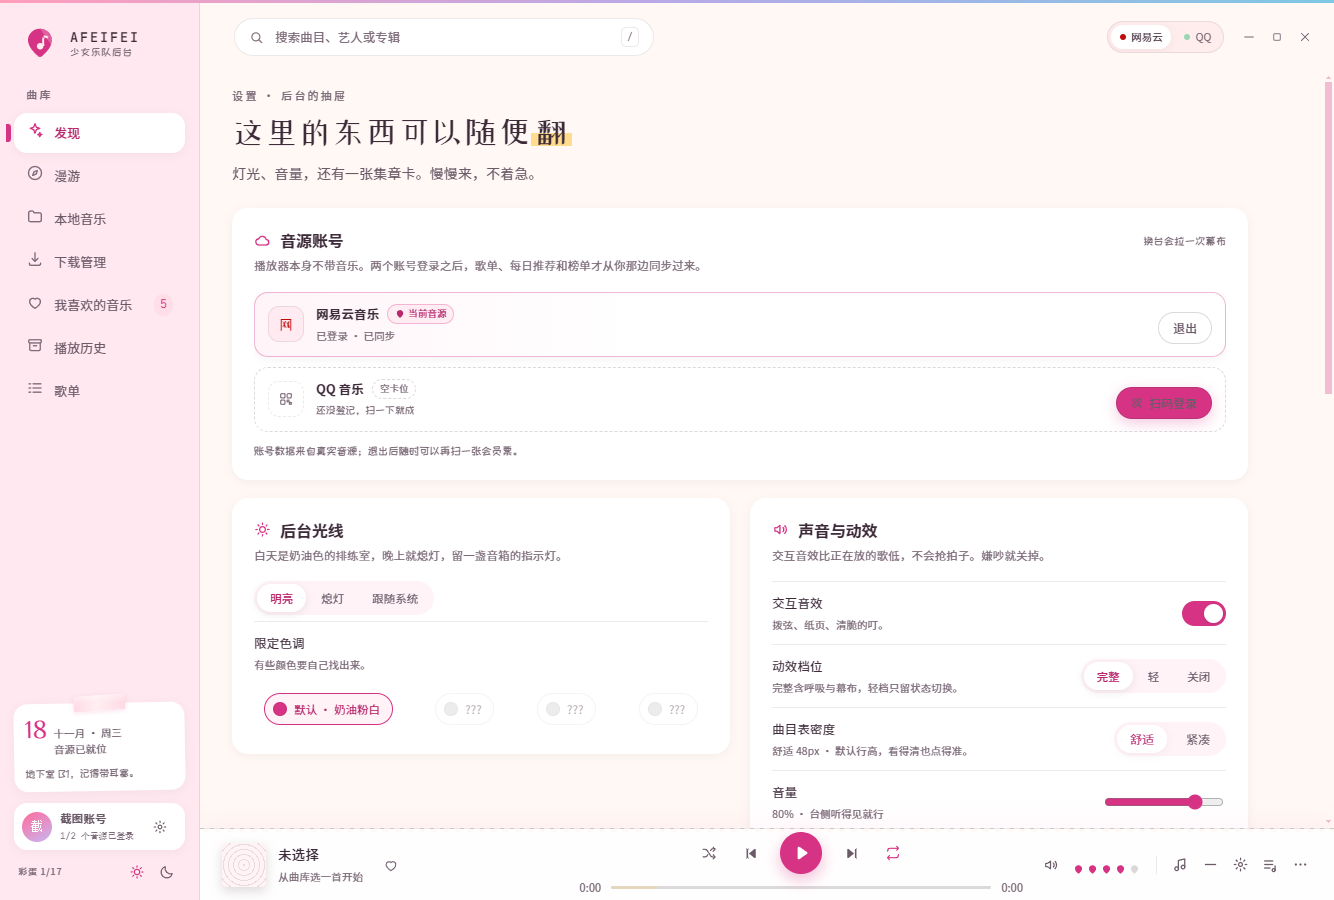 AFEIFEI
少女乐队后台
搜索曲目、艺人或专辑
/
网易云
QQ
曲库
发现
漫游
本地音乐
下载管理
我喜欢的音乐
5
播放历史
歌单
设置 · 后台的抽屉
这里的东西可以随便翻
灯光、音量，还有一张集章卡。慢慢来，不着急。
音源账号
换台会拉一次幕布
播放器本身不带音乐。两个账号登录之后，歌单、每日推荐和榜单才从你那边同步过来。
网
网易云音乐
当前音源
已登录 · 已同步
退出
QQ 音乐
空卡位
还没登记，扫一下就成
扫码登录
账号数据来自真实音源；退出后随时可以再扫一张会员票。
后台光线
白天是奶油色的排练室，晚上就熄灯，留一盏音箱的指示灯。
明亮
熄灯
跟随系统
限定色调
有些颜色要自己找出来。
默认 · 奶油粉白
???
???
???
声音与动效
交互音效比正在放的歌低，不会抢拍子。嫌吵就关掉。
交互音效
拨弦、纸页、清脆的叮。
动效档位
完整含呼吸与幕布，轻档只留状态切换。
完整
轻
关闭
曲目表密度
舒适 48px · 默认行高，看得清也点得准。
舒适
紧凑
音量
80% · 台侧听得见就行
18
十一月 · 周三
音源已就位
地下室 B1，记得带耳塞。
截
截图账号
1/2 个音源已登录
彩蛋 1/17
未选择
从曲库选一首开始
0:00
0:00